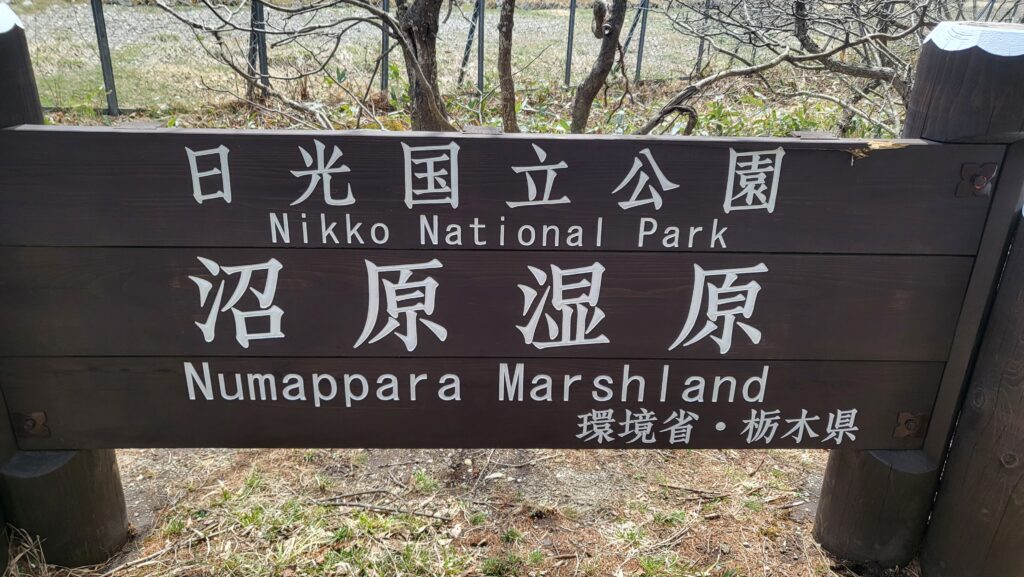 日光国立公園
Nikko National Park
沼原湿原
Numappara Marshland
環境省・栃木県